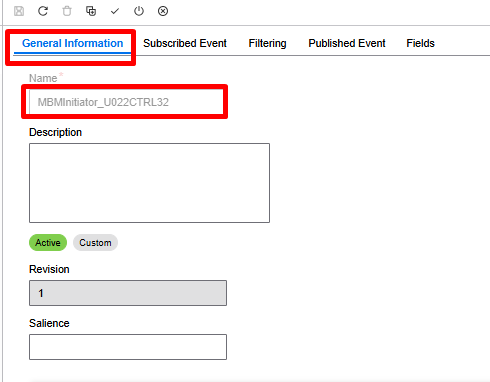 General Information Subscribed Event Filtering Published Event Fields
Name*
MBMInitiator_U022CTRL32
Description
Active Custom
Revision
1
Salience